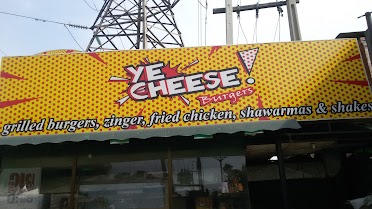 YE
CHEESE!
Burgers
grilled burgers, zinger, fried chicken, shawarmas & shakes